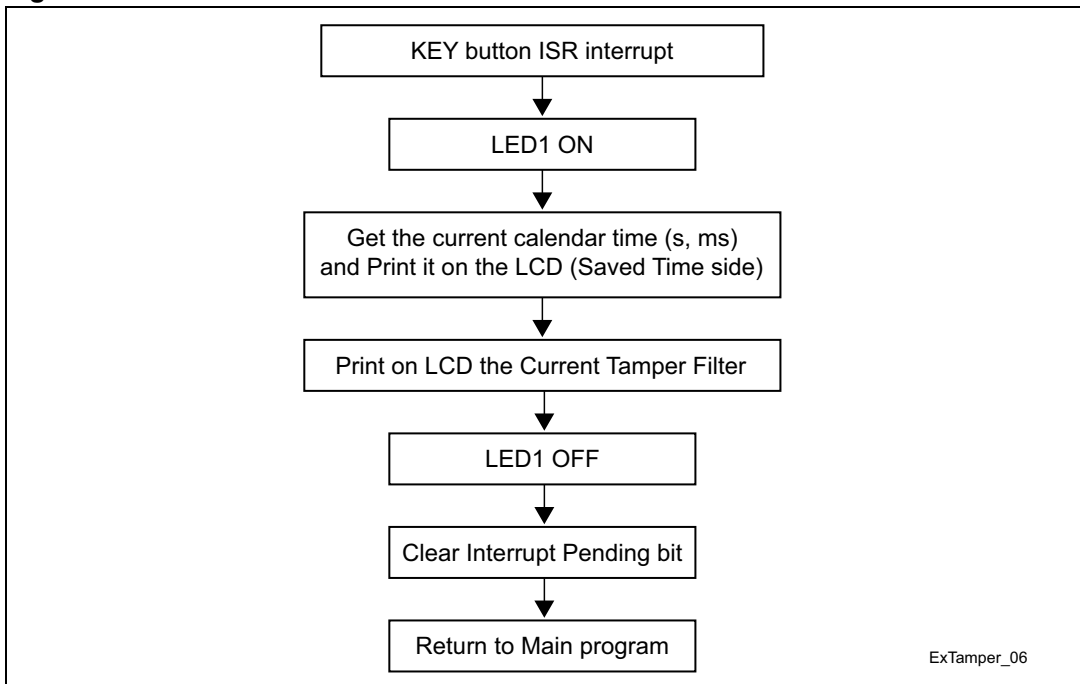 KEY button ISR interrupt
LED1 ON
Get the current calendar time (s, ms)
and Print it on the LCD (Saved Time side)
Print on LCD the Current Tamper Filter
LED1 OFF
Clear Interrupt Pending bit
Return to Main program
ExTamper_06